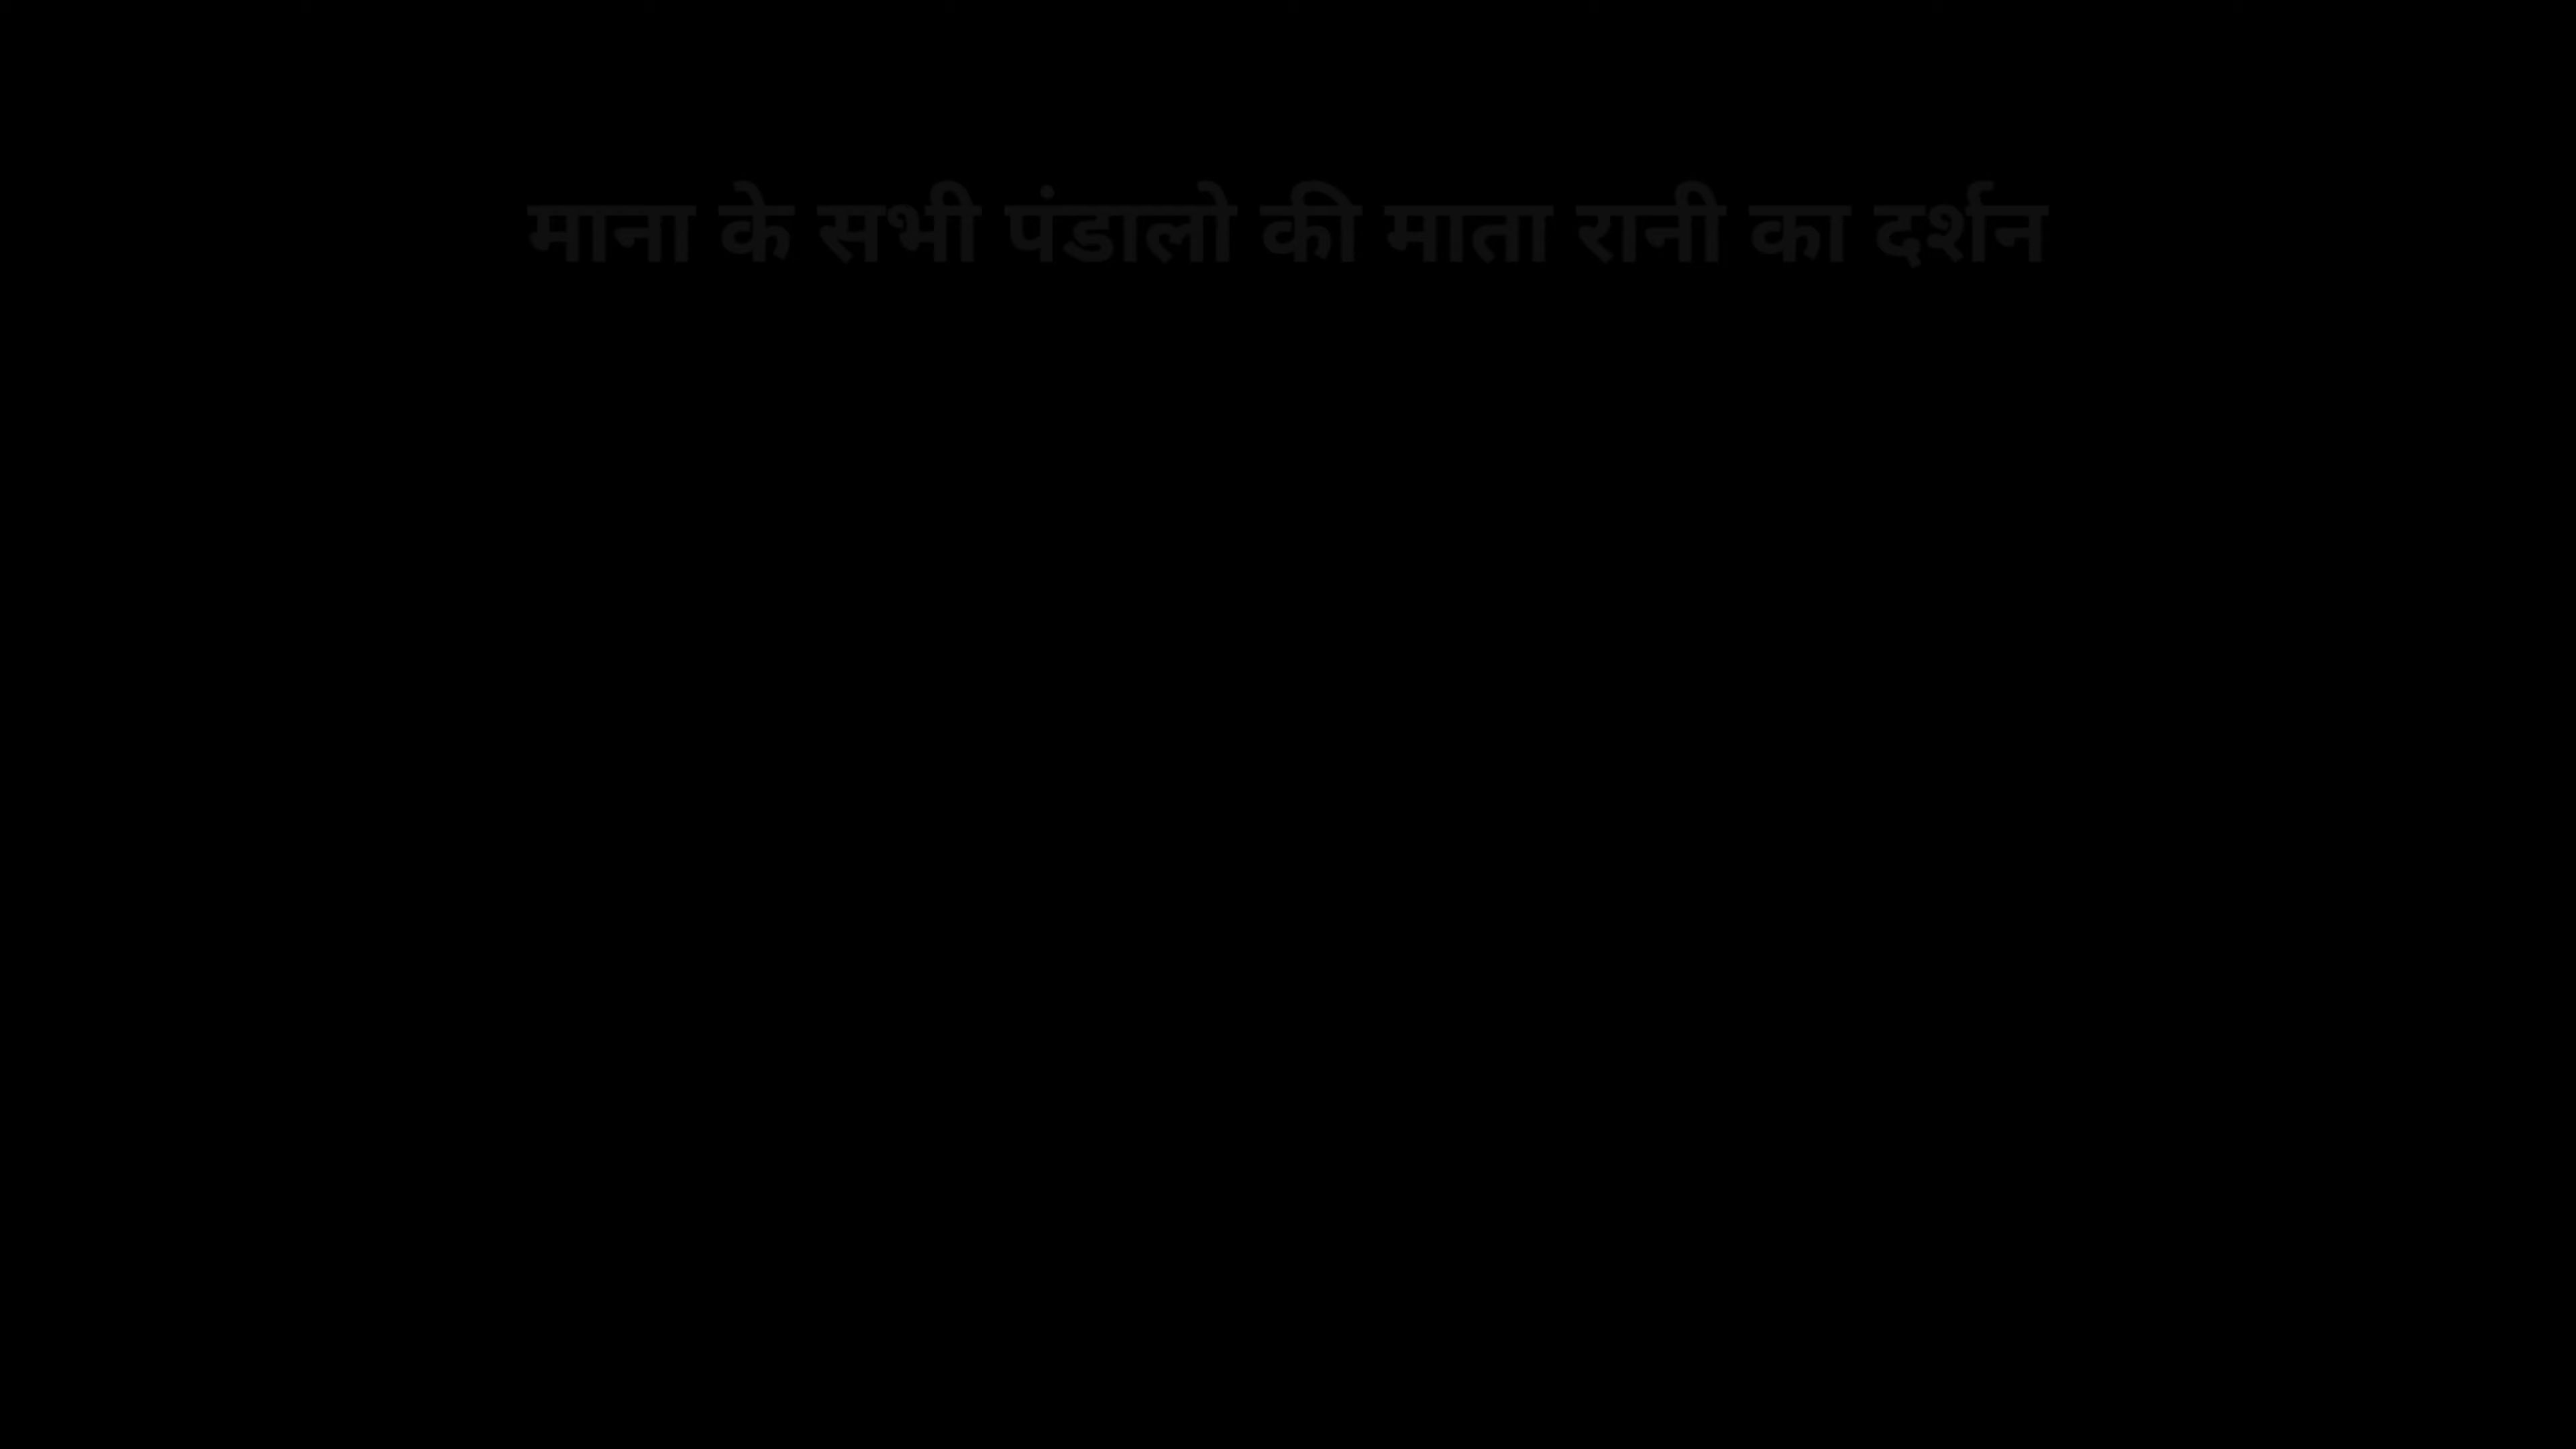 माना के सभी पंडालो की माता रानी का दर्शन